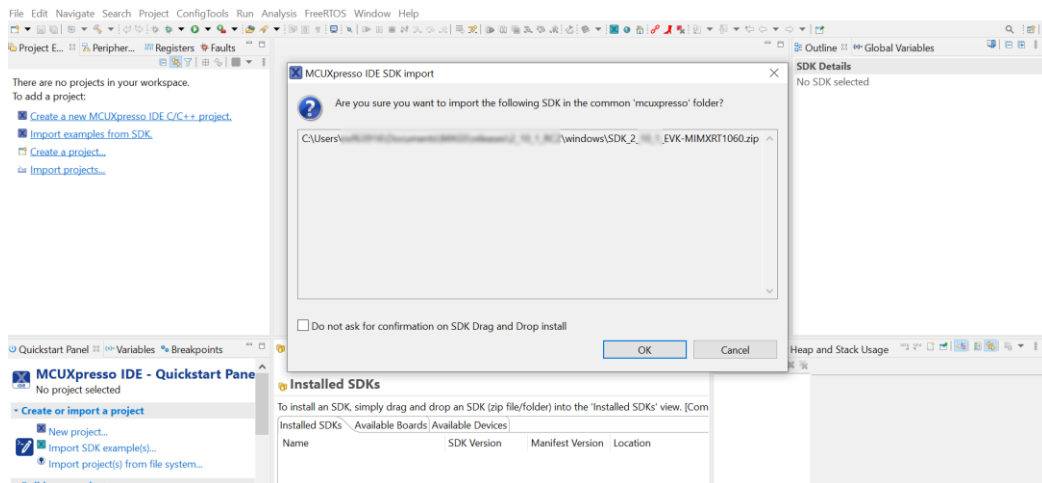 File Edit Navigate Search Project ConfigTools Run Analysis FreeRTOS Window Help
Project E... Peripher... Registers Faults
There are no projects in your workspace.
To add a project:
Create a new MCUXpresso IDE C/C++ project.
Import examples from SDK.
Create a project...
Import projects...
MCUXpresso IDE SDK import
Are you sure you want to import the following SDK in the common 'mcuxpresso' folder?
C:\Users\ \windows\SDK_2_ _EVK-MIMXRT1060.zip
Do not ask for confirmation on SDK Drag and Drop install
OK Cancel
Outline Global Variables
SDK Details
No SDK selected
Quickstart Panel Variables Breakpoints
MCUXpresso IDE - Quickstart Pane
No project selected
Create or import a project
New project...
Import SDK example(s)...
Import project(s) from file system...
Installed SDKs
To install an SDK, simply drag and drop an SDK (zip file/folder) into the 'Installed SDKs' view. [Com
Installed SDKs Available Boards Available Devices
Name SDK Version Manifest Version Location
Heap and Stack Usage